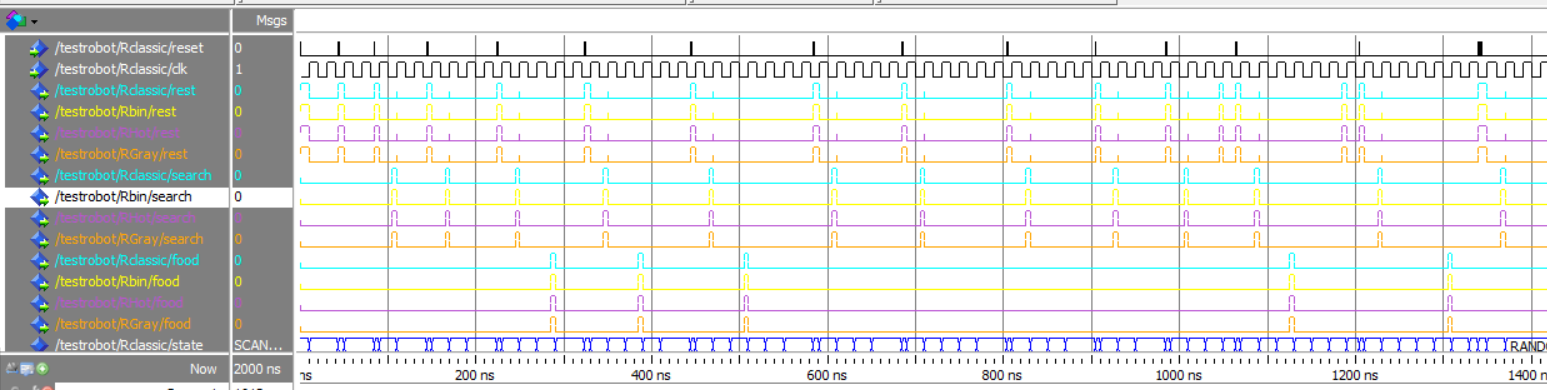 Msgs
/testrobot/Rclassic/reset 0
/testrobot/Rclassic/clk 1
/testrobot/Rclassic/rest 0
/testrobot/Rbin/rest 0
/testrobot/RGray/rest 0
/testrobot/Rclassic/search 0
/testrobot/Rbin/search 0
/testrobot/RGray/search 0
/testrobot/Rclassic/food 0
/testrobot/Rbin/food 0
/testrobot/RGray/food 0
/testrobot/Rclassic/state SCAN... RAND
Now 2000 ns ns 200 ns 400 ns 600 ns 800 ns 1000 ns 1200 ns 1400 n